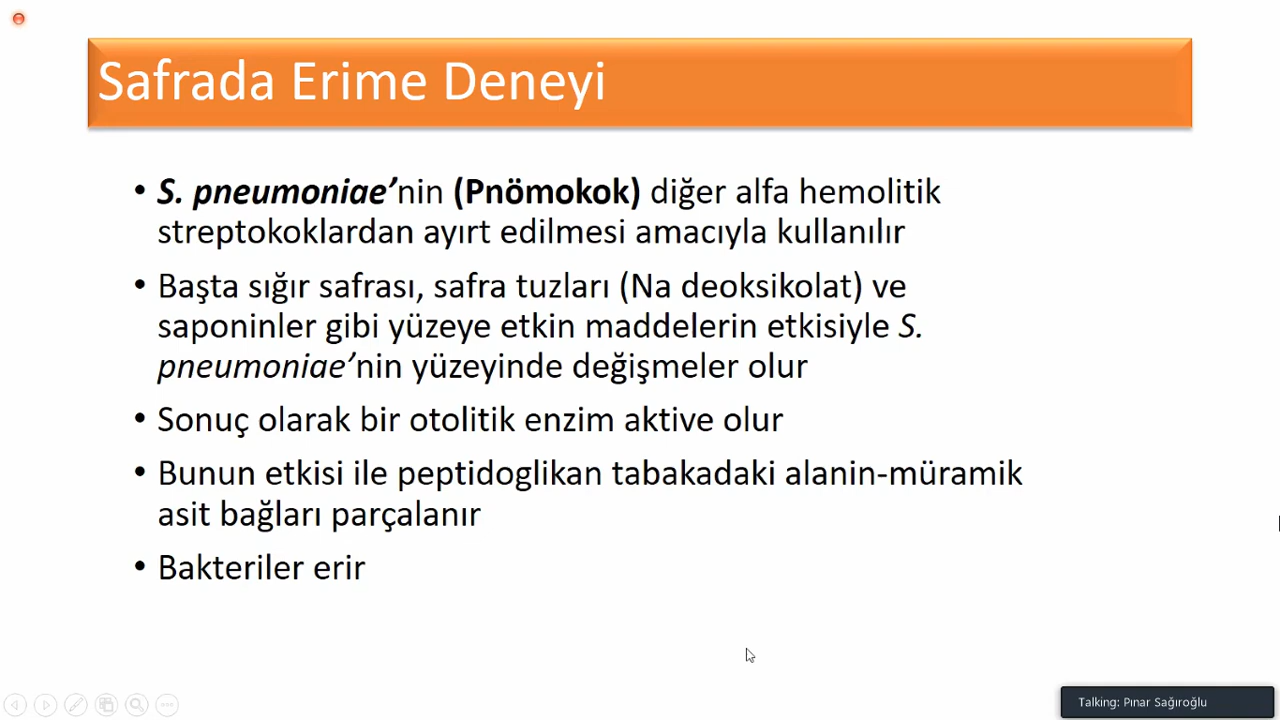 Safrada Erime Deneyi
• S. pneumoniae’nin (Pnömokok) diğer alfa hemolitik
streptokoklardan ayırt edilmesi amacıyla kullanılır
• Başta sığır safrası, safra tuzları (Na deoksikolat) ve
saponinler gibi yüzeye etkin maddelerin etkisiyle S.
pneumoniae’nin yüzeyinde değişmeler olur
• Sonuç olarak bir otolitik enzim aktive olur
• Bunun etkisi ile peptidoglikan tabakadaki alanin-müramik
asit bağları parçalanır
• Bakteriler erir
Talking: Pınar Sağıroğlu